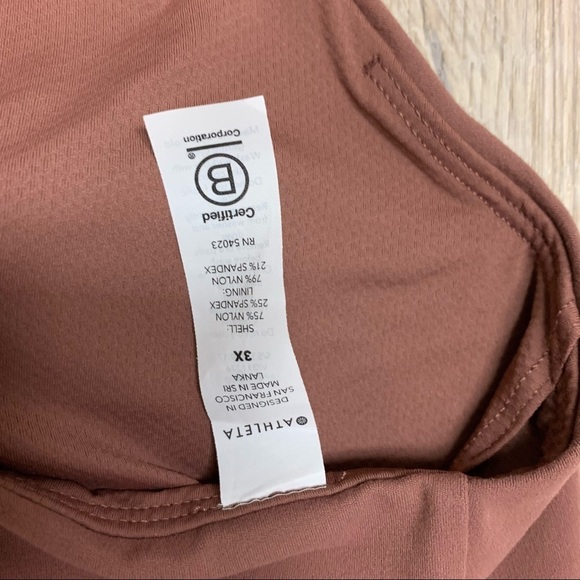 ATHLETA
DESIGNED IN
SAN FRANCISCO
MADE IN SRI
LANKA
3X
SHELL:
75% NYLON
25% SPANDEX
LINING:
79% NYLON
21% SPANDEX
RN 54023
Certified
B
®
Corporation